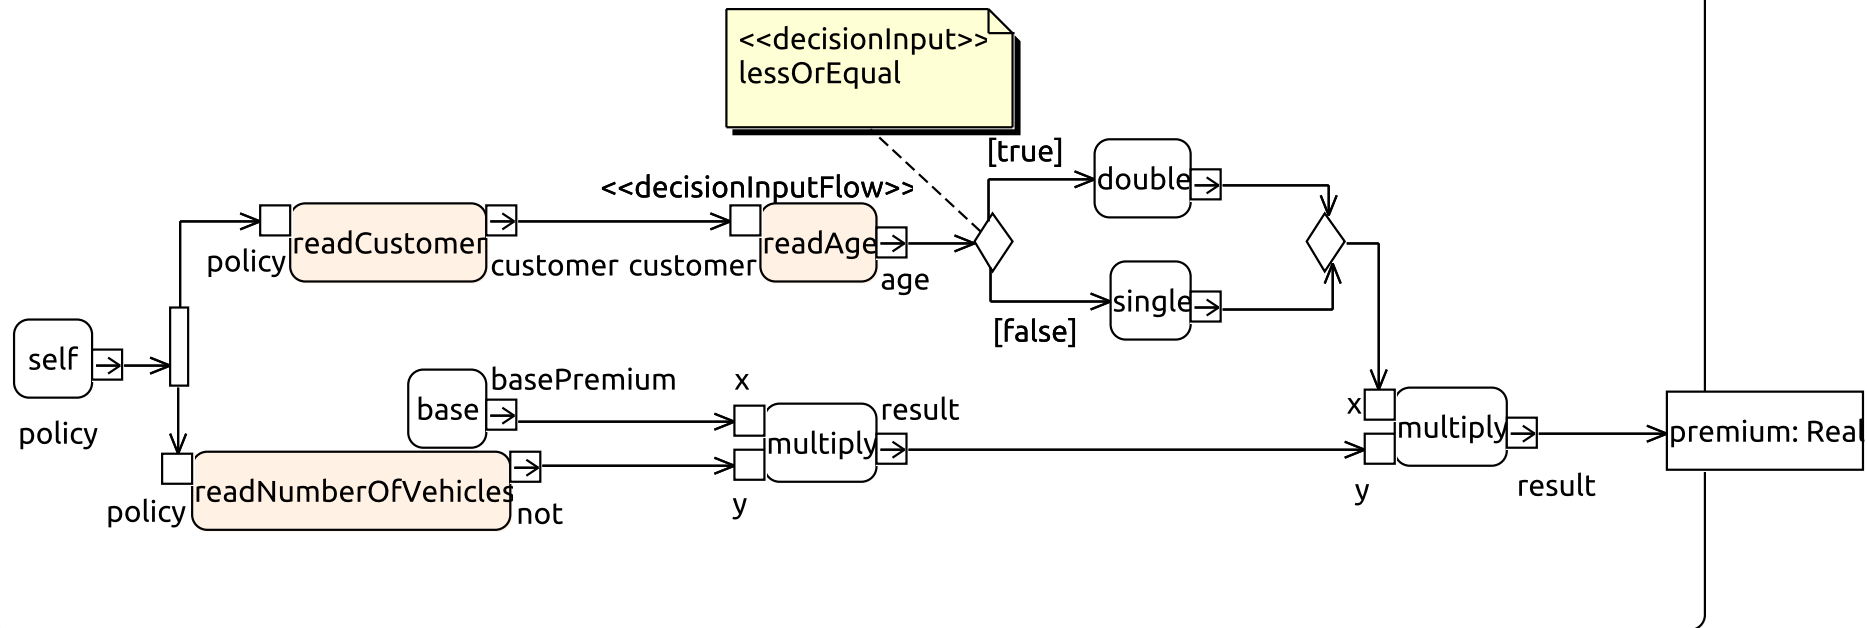 <<decisionInput>>
lessOrEqual
[true]
double
<<decisionInputFlow>>
readCustomer
readAge
policy
customer
customer
age
single
[false]
self
policy
basePremium
x
base
result
multiply
x
multiply
premium: Real
y
y
result
readNumberOfVehicles
policy
not